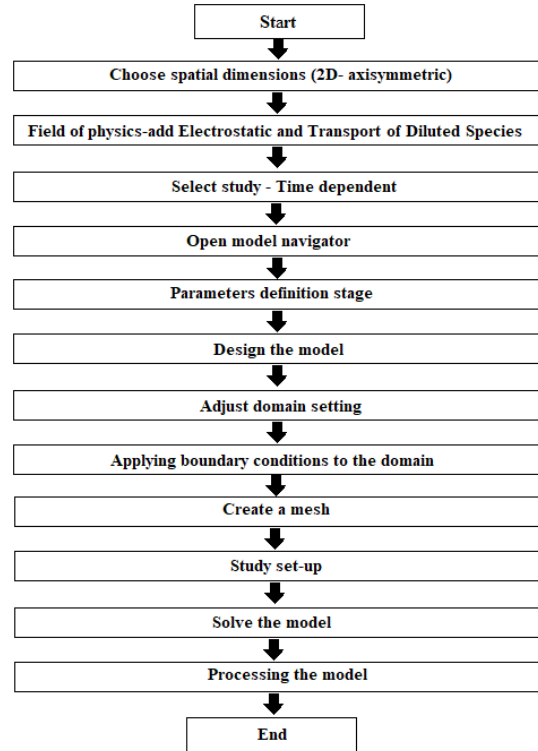 Start
Choose spatial dimensions (2D- axisymmetric)
Field of physics-add Electrostatic and Transport of Diluted Species
Select study - Time dependent
Open model navigator
Parameters definition stage
Design the model
Adjust domain setting
Applying boundary conditions to the domain
Create a mesh
Study set-up
Solve the model
Processing the model
End